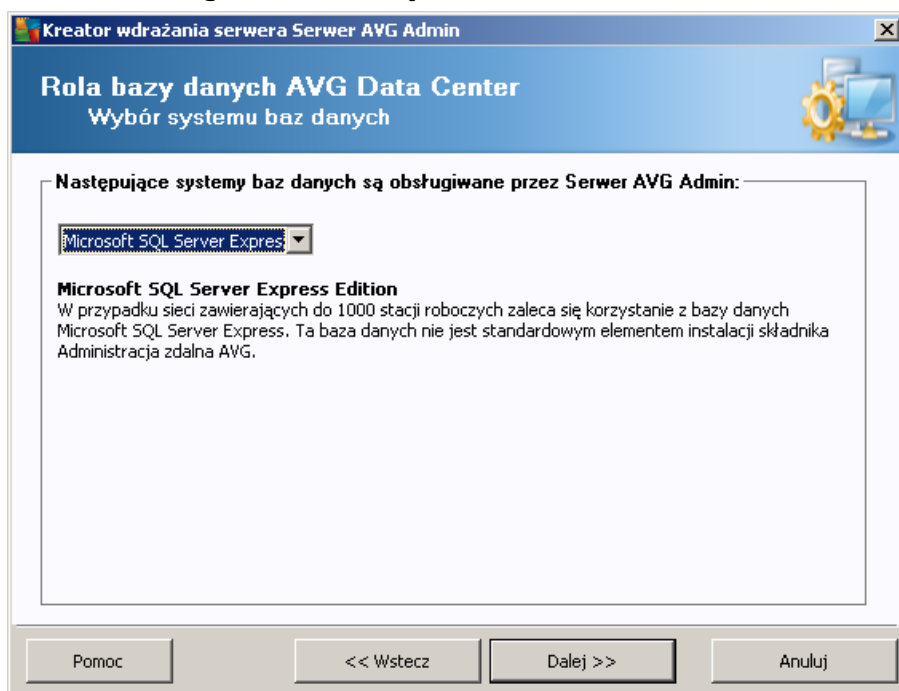 Kreator wdrażania serwera Serwer AVG Admin
Rola bazy danych AVG Data Center
Wybór systemu baz danych
Następujące systemy baz danych są obsługiwane przez Serwer AVG Admin:
Microsoft SQL Server Expres
Microsoft SQL Server Express Edition
W przypadku sieci zawierających do 1000 stacji roboczych zaleca się korzystanie z bazy danych
Microsoft SQL Server Express. Ta baza danych nie jest standardowym elementem instalacji składnika
Administracja zdalna AVG.
Pomoc
<< Wstecz
Dalej >>
Anuluj